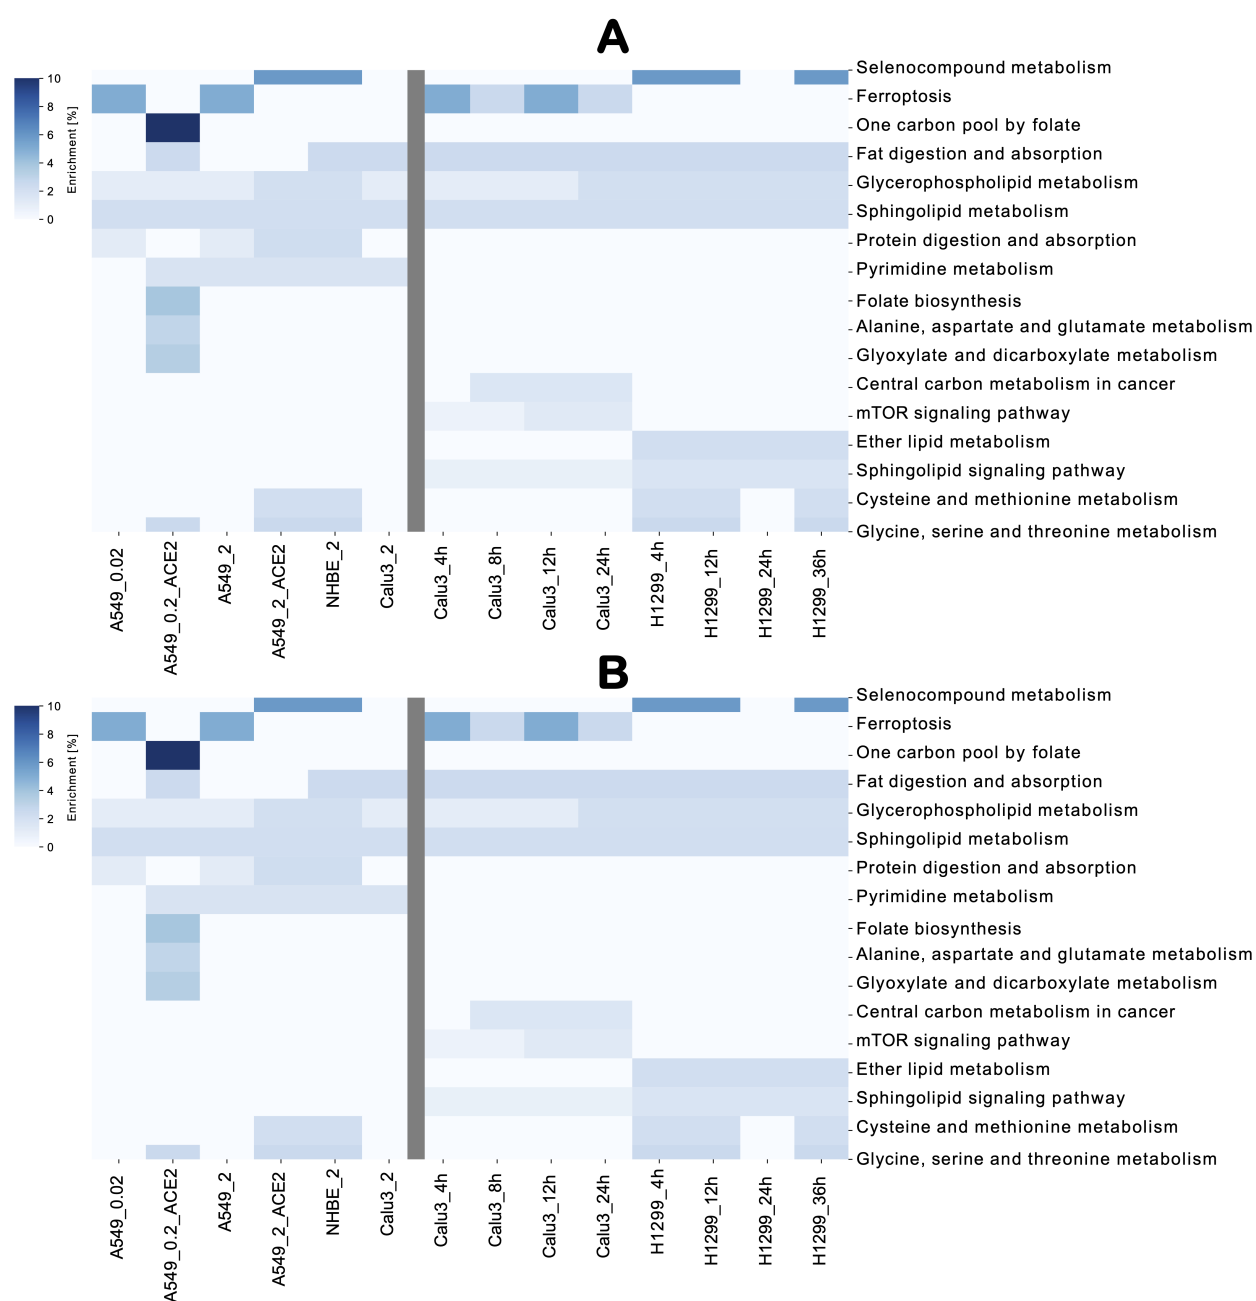 A
Selenocompound metabolism
Ferroptosis
One carbon pool by folate
Fat digestion and absorption
Glycerophospholipid metabolism
Sphingolipid metabolism
Protein digestion and absorption
Pyrimidine metabolism
Folate biosynthesis
Alanine, aspartate and glutamate metabolism
Glyoxylate and dicarboxylate metabolism
Central carbon metabolism in cancer
mTOR signaling pathway
Ether lipid metabolism
Sphingolipid signaling pathway
Cysteine and methionine metabolism
Glycine, serine and threonine metabolism
10
8
6
4
2
0
Enrichment [%]
A549_0.02
A549_0.2_ACE2
A549_2
A549_2_ACE2
NHBE_2
Calu3_2
Calu3_4h
Calu3_8h
Calu3_12h
Calu3_24h
H1299_4h
H1299_12h
H1299_24h
H1299_36h
B
Selenocompound metabolism
Ferroptosis
One carbon pool by folate
Fat digestion and absorption
Glycerophospholipid metabolism
Sphingolipid metabolism
Protein digestion and absorption
Pyrimidine metabolism
Folate biosynthesis
Alanine, aspartate and glutamate metabolism
Glyoxylate and dicarboxylate metabolism
Central carbon metabolism in cancer
mTOR signaling pathway
Ether lipid metabolism
Sphingolipid signaling pathway
Cysteine and methionine metabolism
Glycine, serine and threonine metabolism
10
8
6
4
2
0
Enrichment [%]
A549_0.02
A549_0.2_ACE2
A549_2
A549_2_ACE2
NHBE_2
Calu3_2
Calu3_4h
Calu3_8h
Calu3_12h
Calu3_24h
H1299_4h
H1299_12h
H1299_24h
H1299_36h